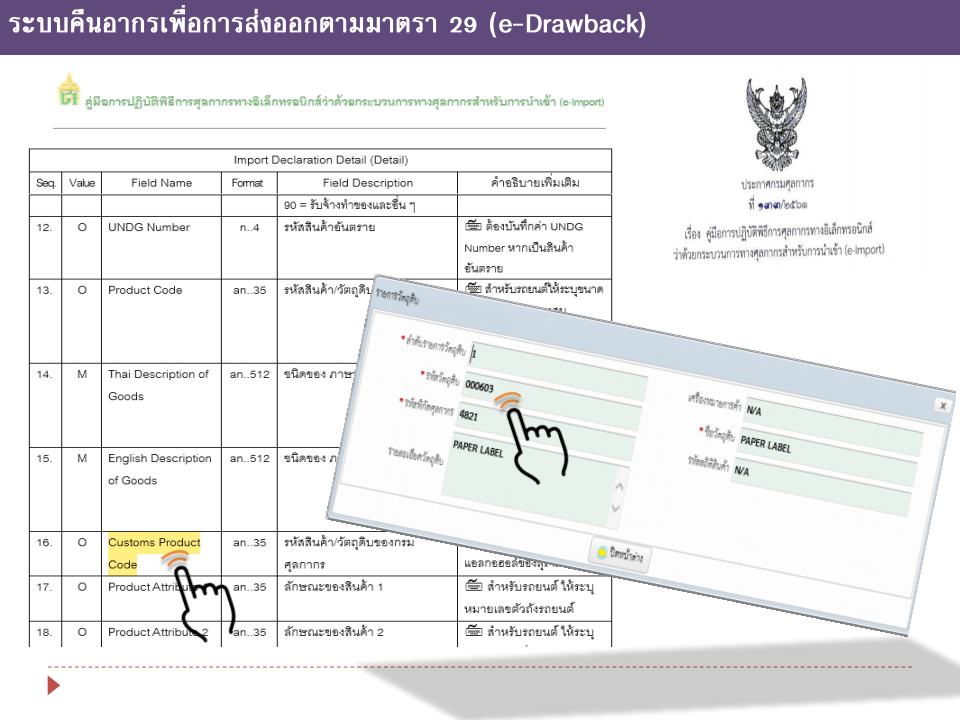 ระบบคืนอากรเพื่อการส่งออกตามมาตรา 29 (e-Drawback)
คู่มือการปฏิบัติพิธีการศุลกากรทางอิเล็กทรอนิกส์ว่าด้วยกระบวนการทางศุลกากรสำหรับการนำเข้า (e-Import)
ประกาศกรมศุลกากร
ที่ ๑๓๓/๒๕๖๑
เรื่อง คู่มือการปฏิบัติพิธีการศุลกากรทางอิเล็กทรอนิกส์
ว่าด้วยกระบวนการทางศุลกากรสำหรับการนำเข้า (e-Import)
Import Declaration Detail (Detail)
Seq. Value Field Name Format Field Description คำอธิบายเพิ่มเติม
90 = รับจ้างทำของและอื่น ๆ
12. O UNDG Number n..4 รหัสสินค้าอันตราย ต้องบันทึกค่า UNDG
Number หากเป็นสินค้า
อันตราย
13. O Product Code an..35 รหัสสินค้า/วัตถุดิบ สำหรับรถยนต์ให้ระบุขนาด
14. M Thai Description of an..512 ชนิดของ ภาษา
Goods
15. M English Description an..512 ชนิดของ
of Goods
16. O Customs Product an..35 รหัสสินค้า/วัตถุดิบของกรม
Code ศุลกากร
17. O Product Attribute an..35 ลักษณะของสินค้า 1 สำหรับรถยนต์ ให้ระบุ
หมายเลขตัวถังรถยนต์
18. O Product Attribute 2 an..35 ลักษณะของสินค้า 2 สำหรับรถยนต์ ให้ระบุ
รายการวัตถุดิบ
x
*ลำดับรายการวัตถุดิบ 1
*รหัสวัตถุดิบ 000603
เครื่องหมายการค้า N/A
*รหัสพิกัดศุลกากร 4821
*ชื่อวัตถุดิบ PAPER LABEL
รายละเอียดวัตถุดิบ PAPER LABEL
รหัสสถิติสินค้า N/A
ปิดหน้าต่าง